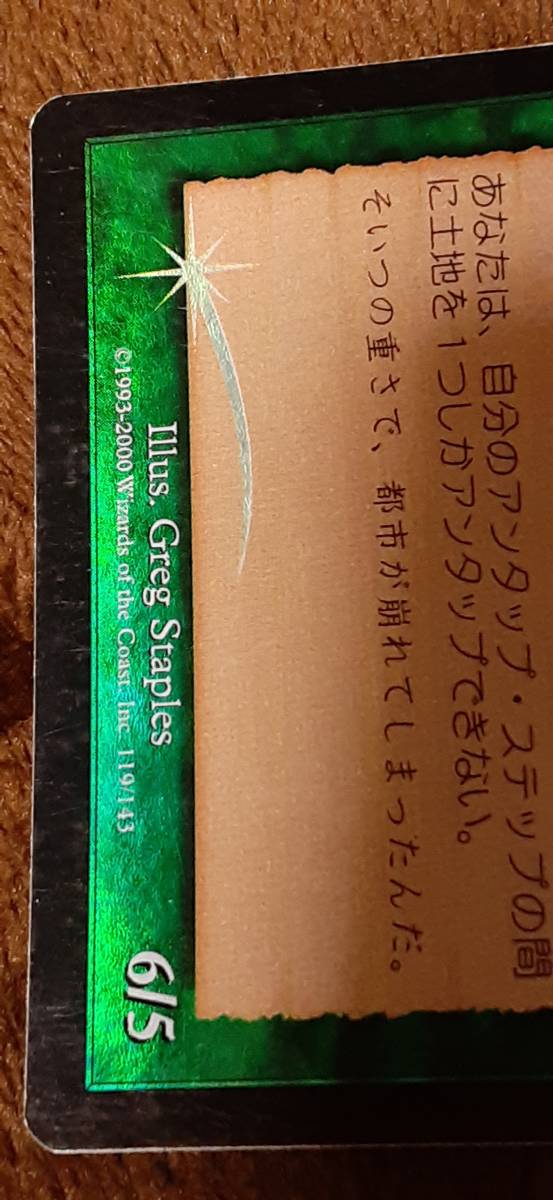 あなたは、自分のアンタップ・ステップの間
に土地を1つしかアンタップできない。
そいつの重さで、都市が崩れてしまったんだ。
Illus. Greg Staples
©1993-2000 Wizards of the Coast, Inc. 119/143
6/5